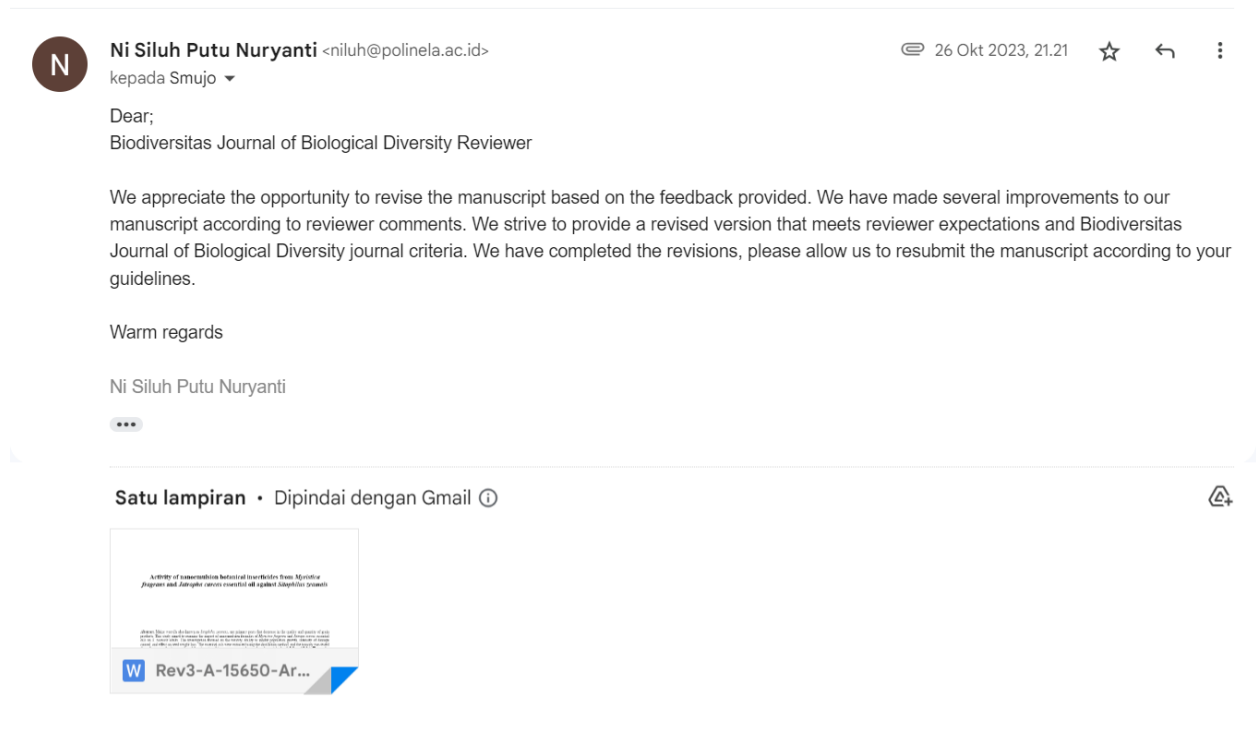 N
Ni Siluh Putu Nuryanti <niluh@polinela.ac.id>
26 Okt 2023, 21.21
kepada Smujo
Dear;
Biodiversitas Journal of Biological Diversity Reviewer
We appreciate the opportunity to revise the manuscript based on the feedback provided. We have made several improvements to our
manuscript according to reviewer comments. We strive to provide a revised version that meets reviewer expectations and Biodiversitas
Journal of Biological Diversity journal criteria. We have completed the revisions, please allow us to resubmit the manuscript according to your
guidelines.
Warm regards
Ni Siluh Putu Nuryanti
Satu lampiran • Dipindai dengan Gmail
Activity of nanoemulsion botanical insecticides from Myristica
fragrans and Jatropha curcas essential oil against Sitophilus zeamais
W Rev3-A-15650-Ar...